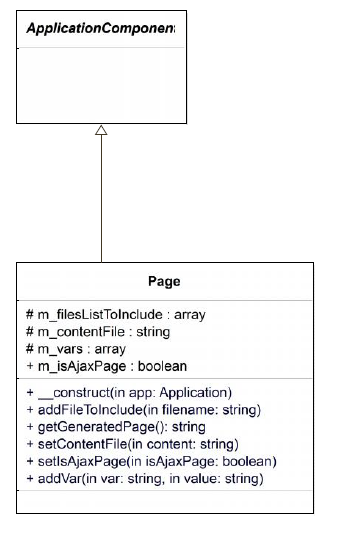 ApplicationComponent
Page
# m_filesListToInclude : array
# m_contentFile : string
# m_vars : array
+ m_isAjaxPage : boolean
+ __construct(in app: Application)
+ addFileToInclude(in filename: string)
+ getGeneratedPage(): string
+ setContentFile(in content: string)
+ setIsAjaxPage(in isAjaxPage: boolean)
+ addVar(in var: string, in value: string)